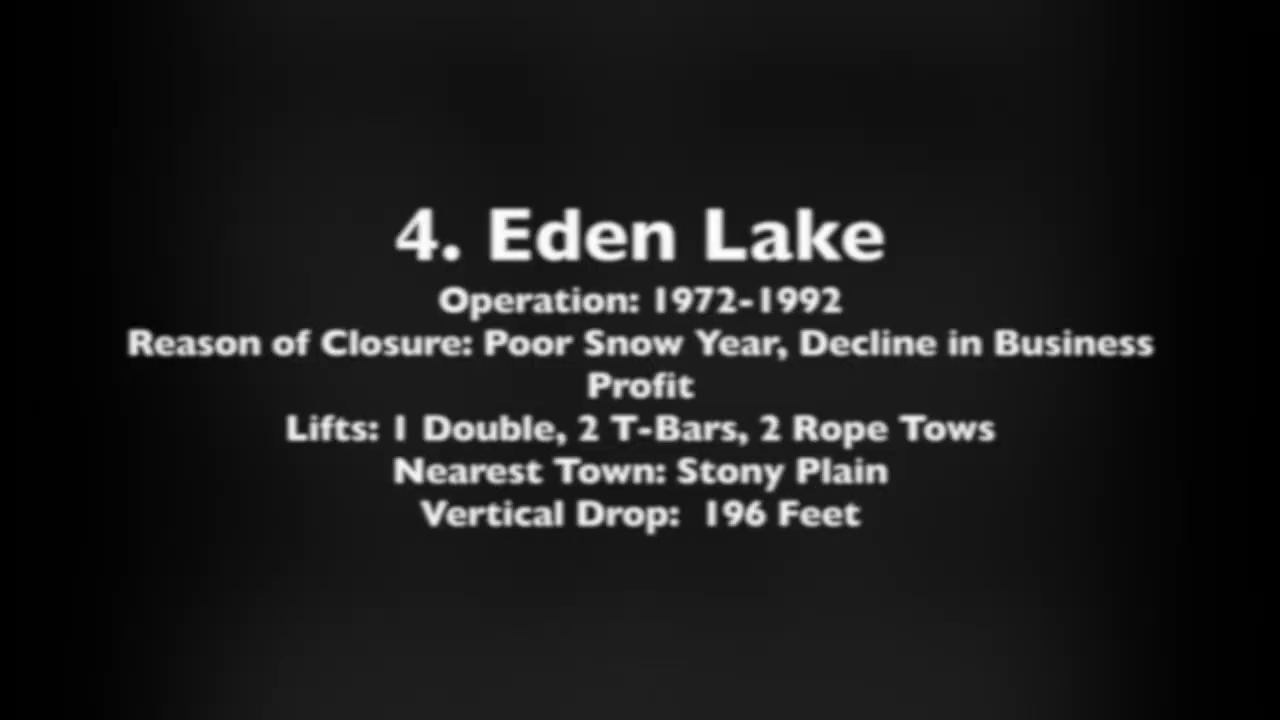 4. Eden Lake
Operation: 1972-1992
Reason of Closure: Poor Snow Year, Decline in Business
Profit
Lifts: 1 Double, 2 T-Bars, 2 Rope Tows
Nearest Town: Stony Plain
Vertical Drop:  196 Feet